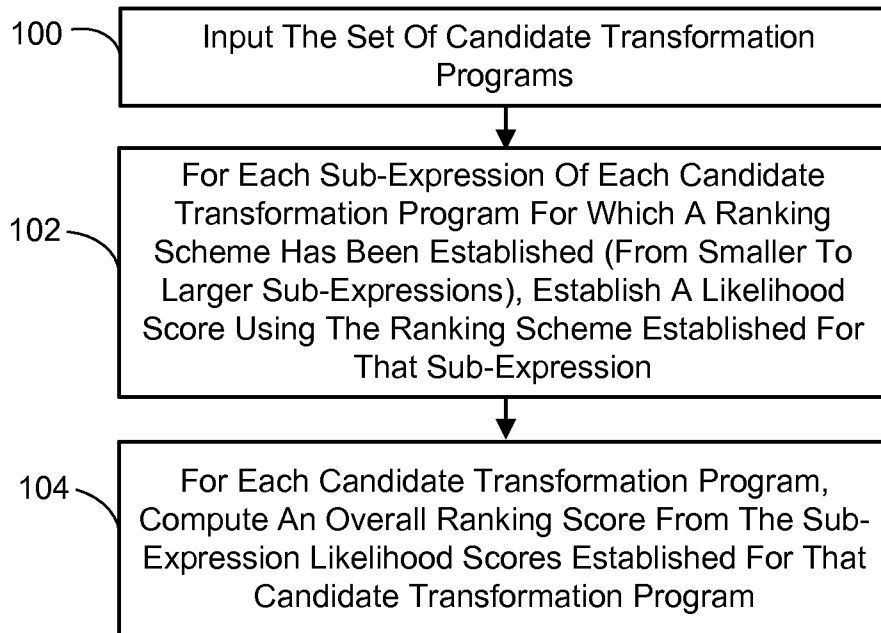 100
Input The Set Of Candidate Transformation
Programs
102
For Each Sub-Expression Of Each Candidate
Transformation Program For Which A Ranking
Scheme Has Been Established (From Smaller To
Larger Sub-Expressions), Establish A Likelihood
Score Using The Ranking Scheme Established For
That Sub-Expression
104
For Each Candidate Transformation Program,
Compute An Overall Ranking Score From The Sub-
Expression Likelihood Scores Established For That
Candidate Transformation Program